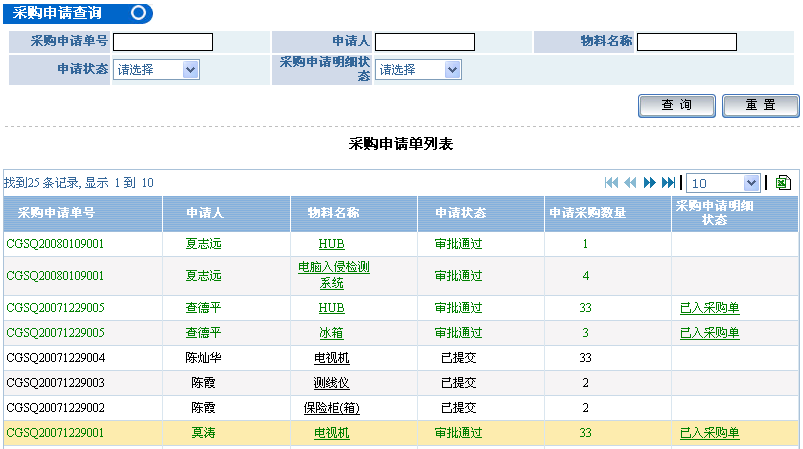 采购申请查询
采购申请单号 申请人 物料名称
申请状态 请选择 采购申请明细状态 请选择
查询 重置
采购申请单列表
找到25 条记录, 显示 1 到 10 10
采购申请单号 申请人 物料名称 申请状态 申请采购数量 采购申请明细状态
CGSQ20080109001 夏志远 HUB 审批通过 1
CGSQ20080109001 夏志远 电脑入侵检测系统 审批通过 4
CGSQ20071229005 查德平 HUB 审批通过 33 已入采购单
CGSQ20071229005 查德平 冰箱 审批通过 3 已入采购单
CGSQ20071229004 陈灿华 电视机 已提交 33
CGSQ20071229003 陈霞 测线仪 已提交 2
CGSQ20071229002 陈霞 保险柜(箱) 已提交 2
CGSQ20071229001 莫涛 电视机 审批通过 33 已入采购单